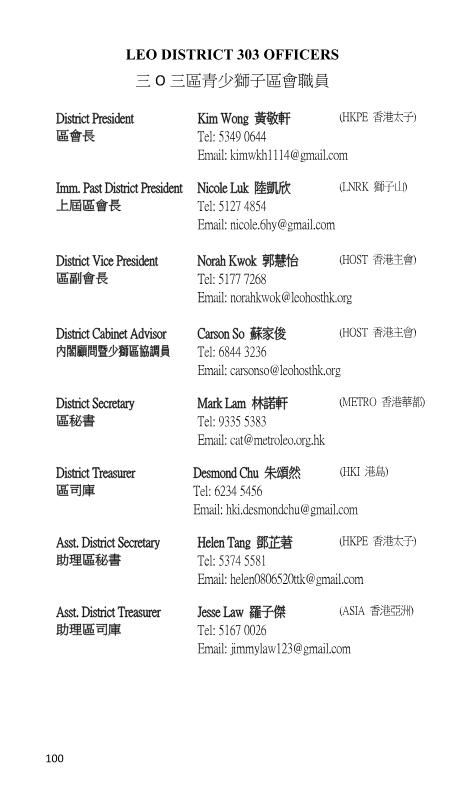 LEO DISTRICT 303 OFFICERS
三 O 三區青少獅子區會職員
District President Kim Wong 黃敬軒 (HKPE 香港太子)
區會長 Tel: 5349 0644
Email: kimwkh1114@gmail.com
Imm. Past District President Nicole Luk 陸凱欣 (LNRK 獅子山)
上屆區會長 Tel: 5127 4854
Email: nicole.6hy@gmail.com
District Vice President Norah Kwok 郭慧怡 (HOST 香港主會)
區副會長 Tel: 5177 7268
Email: norahkwok@leohosthk.org
District Cabinet Advisor Carson So 蘇家俊 (HOST 香港主會)
內閣顧問暨少獅區協調員 Tel: 6844 3236
Email: carsonso@leohosthk.org
District Secretary Mark Lam 林諾軒 (METRO 香港華都)
區秘書 Tel: 9335 5383
Email: cat@metroleo.org.hk
District Treasurer Desmond Chu 朱頌然 (HKI 港島)
區司庫 Tel: 6234 5456
Email: hki.desmondchu@gmail.com
Asst. District Secretary Helen Tang 鄧芷莙 (HKPE 香港太子)
助理區秘書 Tel: 5374 5581
Email: helen0806520ttk@gmail.com
Asst. District Treasurer Jesse Law 羅子傑 (ASIA 香港亞洲)
助理區司庫 Tel: 5167 0026
Email: jimmylaw123@gmail.com
100